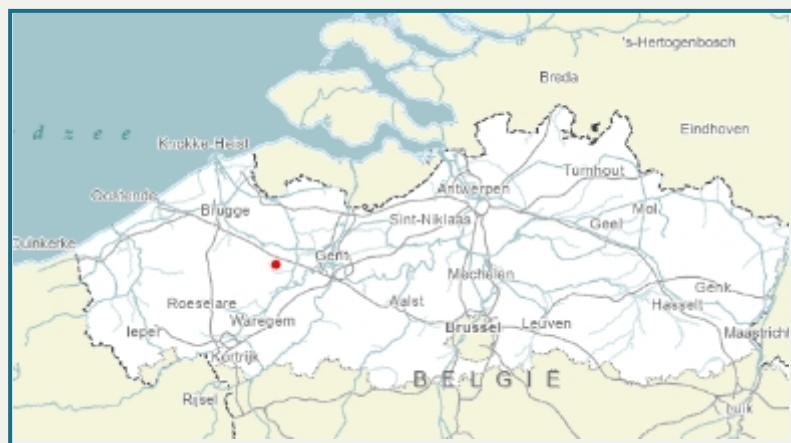 's-Hertogenbosch
Breda
d z e e
Eindhoven
Knokke-Heist
Turnhout
Antwerpen
Oostende
Mol
Brugge
Sint-Niklaas
Geel
Duinkerke
Gent
Mechelen
Genk
Roeselare
Aalst
Hasselt
Waregem
Ieper
Brussel
Leuven
Maastricht
Kortrijk
BELGIË
Rijsel
Luik